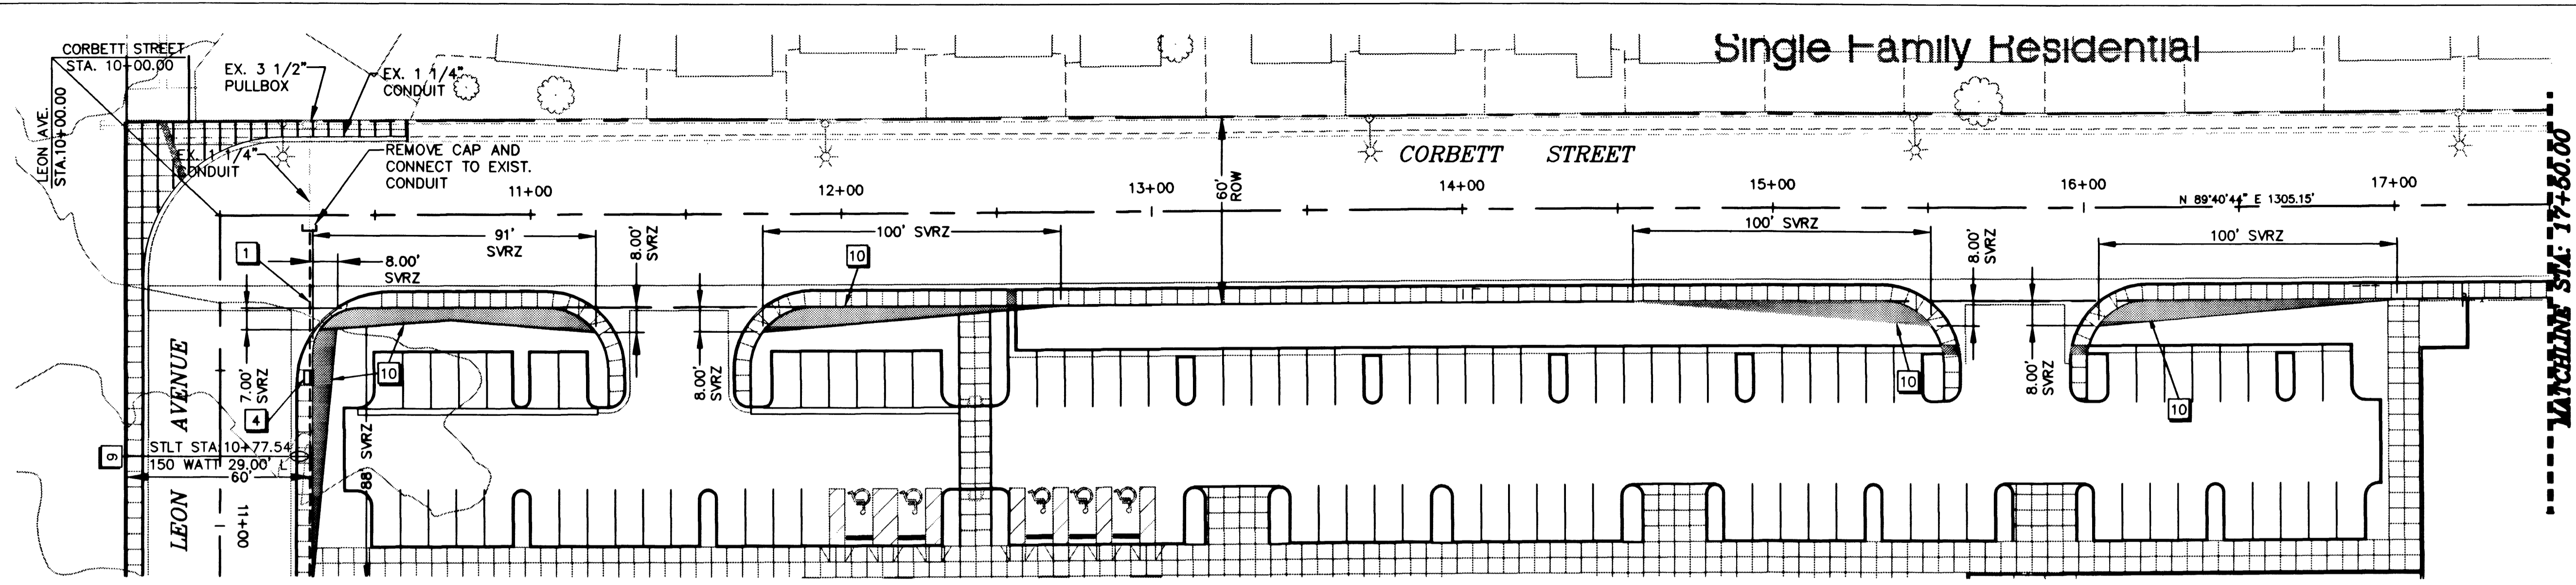 Single Family Residential
CORBETT STREET
STA. 10+00.00
LEON AVE.
STA.10+00.00
EX. 3 1/2"
PULLBOX
EX. 1 1/4"
CONDUIT
EX. 1 1/4"
CONDUIT
REMOVE CAP AND
CONNECT TO EXIST.
CONDUIT
60'
ROW
CORBETT STREET
11+00
12+00
13+00
14+00
15+00
16+00
17+00
N 89°40'44" E 1305.15'
MATCHLINE STA: 17+50.00
1
91'
SVRZ
8.00'
SVRZ
8.00'
SVRZ
100' SVRZ
10
100' SVRZ
8.00'
SVRZ
100' SVRZ
7.00'
SVRZ
10
8.00'
SVRZ
10
8.00'
SVRZ
10
4
9
STLT STA:10+77.54
150 WATT 29.00' L
60'
88' SVRZ
LEON AVENUE
11+00